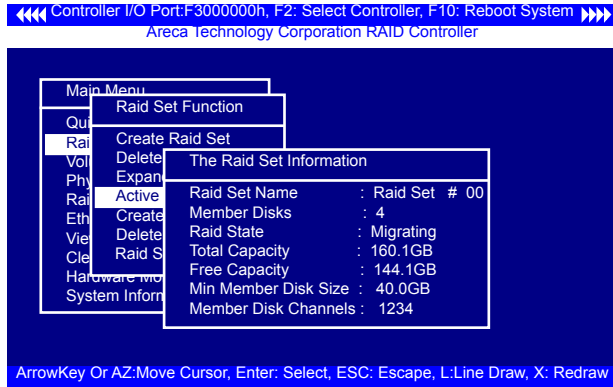 Controller I/O Port:F3000000h, F2: Select Controller, F10: Reboot System
Areca Technology Corporation RAID Controller
Main Menu
Raid Set Function
Qui
Create Raid Set
Rai
Delete
The Raid Set Information
Vol
Expan
Phy
Active
Raid Set Name : Raid Set # 00
Rai
Create
Member Disks : 4
Eth
Delete
Raid State : Migrating
Vie
Raid S
Total Capacity : 160.1GB
Cle
Free Capacity : 144.1GB
Hardware Mo
Min Member Disk Size : 40.0GB
System Inform
Member Disk Channels : 1234
ArrowKey Or AZ:Move Cursor, Enter: Select, ESC: Escape, L:Line Draw, X: Redraw